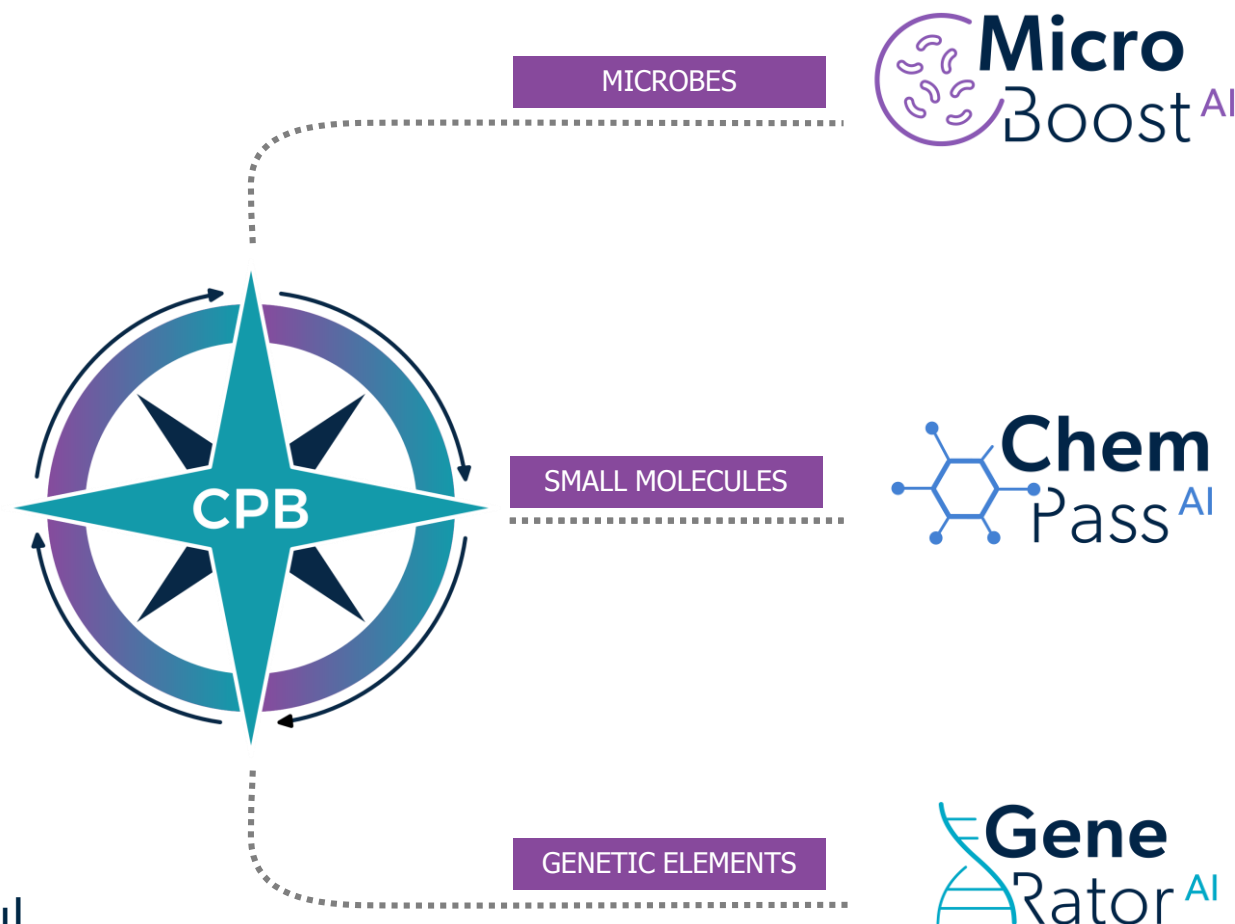 MICROBES
Micro
Boost AI
CPB
SMALL MOLECULES
Chem
Pass AI
GENETIC ELEMENTS
Gene
Rator AI